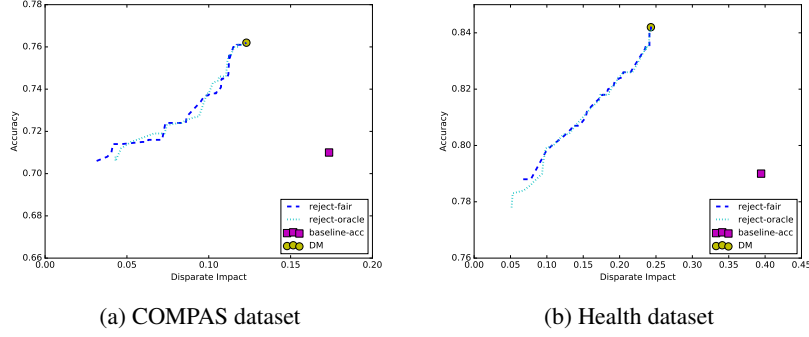 0.78
0.76
0.74
0.72
0.70
0.68
0.66
Accuracy
0.00 0.05 0.10 0.15 0.20
Disparate Impact
reject-fair
reject-oracle
baseline-acc
DM
(a) COMPAS dataset
0.84
0.82
0.80
0.78
0.76
Accuracy
0.00 0.05 0.10 0.15 0.20 0.25 0.30 0.35 0.40 0.45
Disparate Impact
reject-fair
reject-oracle
baseline-acc
DM
(b) Health dataset